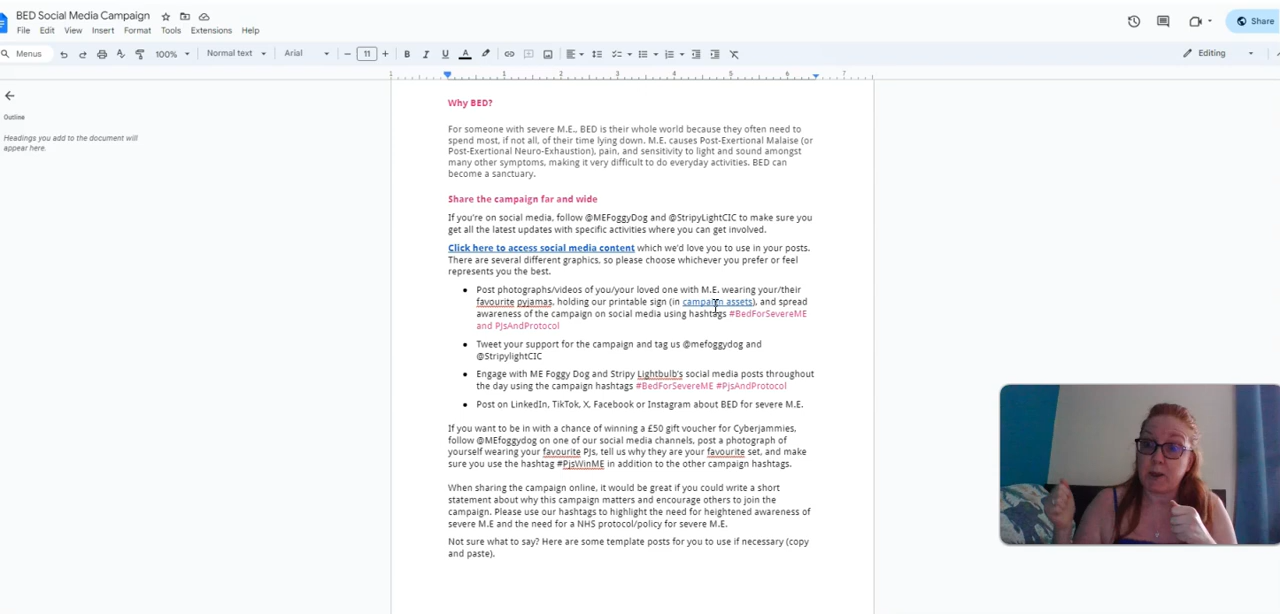 BED Social Media Campaign
File Edit View Insert Format Tools Extensions Help
Share
Menus 100% Normal text Arial 11 B I U A Editing
1 1 2 3 4 5 6 7
Outline
Headings you add to the document will
appear here.
Why BED?
For someone with severe M.E.. BED is their whole world because they often need to
spend most, if not all, of their time lying down. M.E. causes Post-Exertional Malaise (or
Post-Exertional Neuro-Exhaustion), pain, and sensitivity to light and sound amongst
many other symptoms, making it very difficult to do everyday activities. BED can
become a sanctuary.
Share the campaign far and wide
If you're on social media, follow @MEFoggyDog and @StripyLightCIC to make sure you
get all the latest updates with specific activities where you can get involved.
Click here to access social media content which we'd love you to use in your posts.
There are several different graphics, so please choose whichever you prefer or feel
represents you the best.
• Post photographs/videos of you/your loved one with M.E. wearing your/their
favourite pyjamas, holding our printable sign (in campaign assets), and spread
awareness of the campaign on social media using hashtags #BedForSevereME
and PJsAndProtocol
• Tweet your support for the campaign and tag us @mefoggydog and
@StripylightCIC
• Engage with ME Foggy Dog and Stripy Lightbulb's social media posts throughout
the day using the campaign hashtags #BedForSevereME #PJsAndProtocol
• Post on LinkedIn, TikTok, X, Facebook or Instagram about BED for severe M.E.
If you want to be in with a chance of winning a £50 gift voucher for Cyberjammies,
follow @MEfoggydog on one of our social media channels, post a photograph of
yourself wearing your favourite PJs, tell us why they are your favourite set, and make
sure you use the hashtag #PjsWinME in addition to the other campaign hashtags.
When sharing the campaign online, it would be great if you could write a short
statement about why this campaign matters and encourage others to join the
campaign. Please use our hashtags to highlight the need for heightened awareness of
severe M.E and the need for a NHS protocol/policy for severe M.E.
Not sure what to say? Here are some template posts for you to use if necessary (copy
and paste).